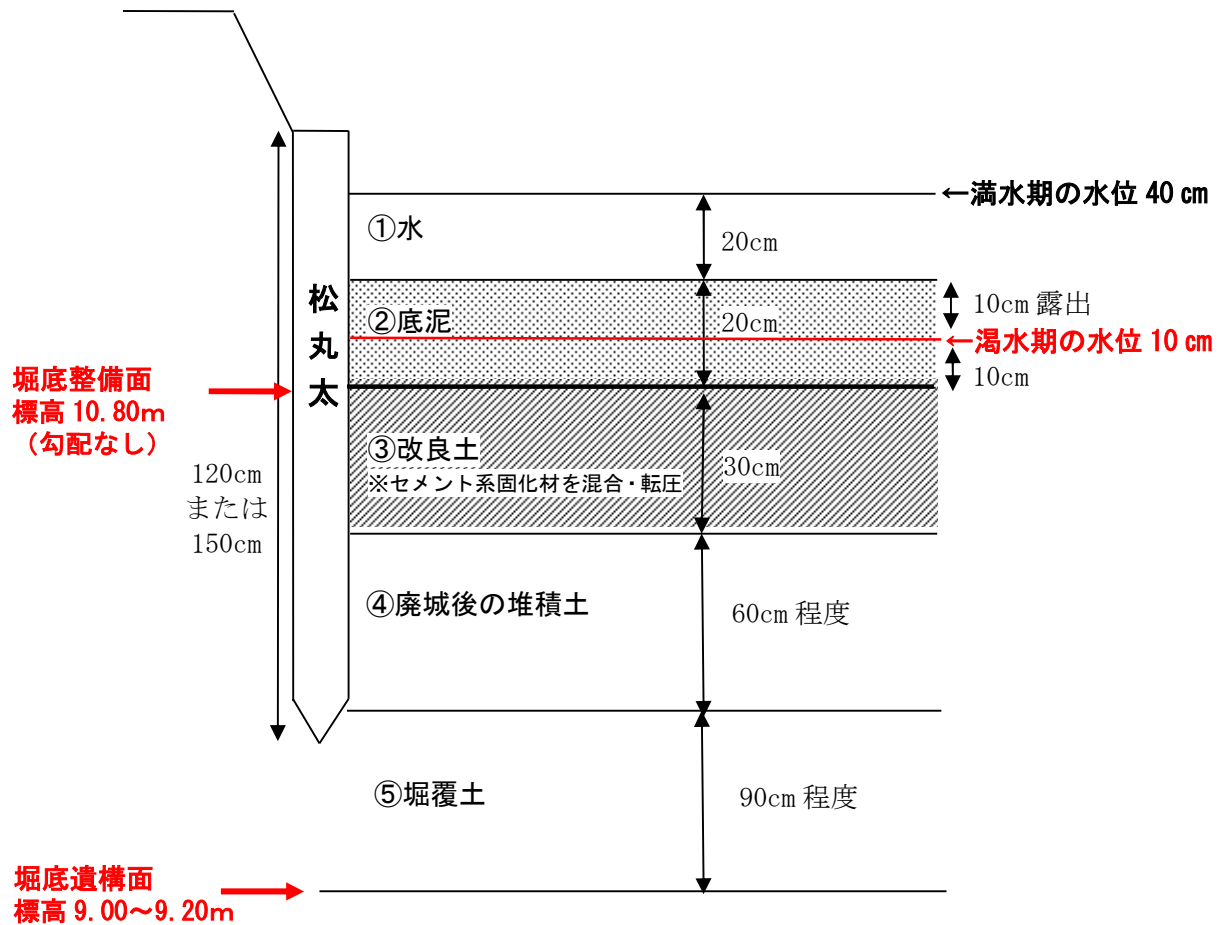 ←満水期の水位 40 ㎝
①水
20cm
松
丸
太
②底泥
20cm
10cm 露出
←渇水期の水位 10 ㎝
10cm
堀底整備面
標高 10.80ｍ
（勾配なし）
③改良土
※セメント系固化材を混合・転圧
30cm
120cm
または
150cm
④廃城後の堆積土
60cm 程度
⑤堀覆土
90cm 程度
堀底遺構面
標高 9.00～9.20ｍ